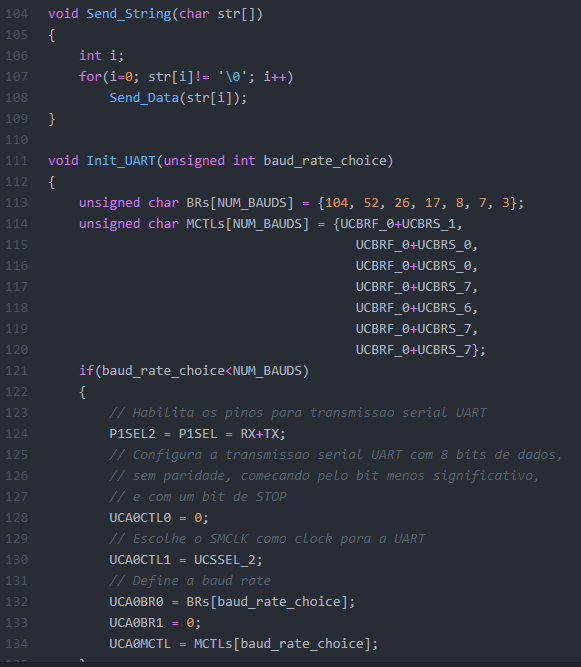 104 void Send_String(char str[])
105 {
106     int i;
107     for(i=0; str[i]!= '\0'; i++)
108         Send_Data(str[i]);
109 }
110
111 void Init_UART(unsigned int baud_rate_choice)
112 {
113     unsigned char BRs[NUM_BAUDS] = {104, 52, 26, 17, 8, 7, 3};
114     unsigned char MCTLs[NUM_BAUDS] = {UCBRF_0+UCBRS_1,
115                                         UCBRF_0+UCBRS_0,
116                                         UCBRF_0+UCBRS_0,
117                                         UCBRF_0+UCBRS_7,
118                                         UCBRF_0+UCBRS_6,
119                                         UCBRF_0+UCBRS_7,
120                                         UCBRF_0+UCBRS_7};
121     if(baud_rate_choice<NUM_BAUDS)
122     {
123         // Habilita os pinos para transmissao serial UART
124         P1SEL2 = P1SEL = RX+TX;
125         // Configura a transmissao serial UART com 8 bits de dados,
126         // sem paridade, comecando pelo bit menos significativo,
127         // e com um bit de STOP
128         UCA0CTL0 = 0;
129         // Escolhe o SMCLK como clock para a UART
130         UCA0CTL1 = UCSSEL_2;
131         // Define a baud rate
132         UCA0BR0 = BRs[baud_rate_choice];
133         UCA0BR1 = 0;
134         UCA0MCTL = MCTLs[baud_rate_choice];